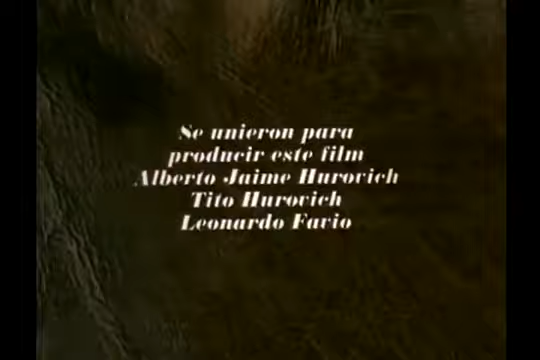 Se unieron para
producir este film
Alberto Jaime Hurovich
Tito Hurovich
Leonardo Favio